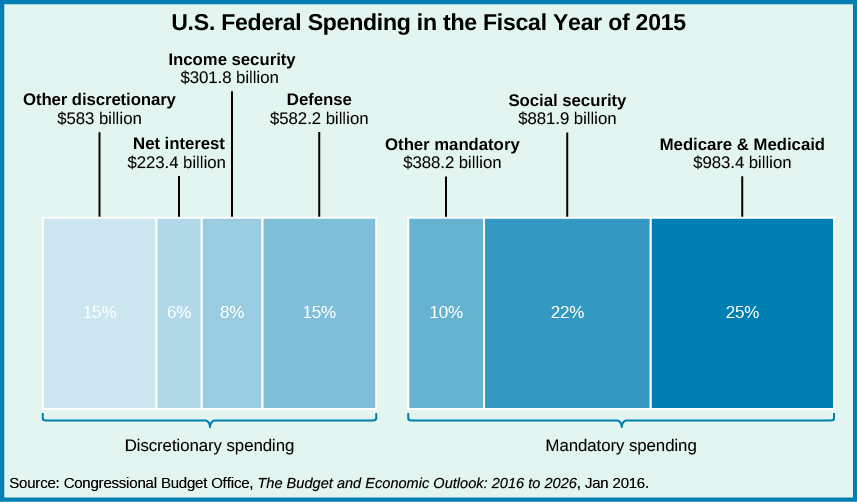 U.S. Federal Spending in the Fiscal Year of 2015
Income security
$301.8 billion
Other discretionary
$583 billion
Defense
$582.2 billion
Net interest
$223.4 billion
Social security
$881.9 billion
Other mandatory
$388.2 billion
Medicare & Medicaid
$983.4 billion
15%
6%
8%
15%
10%
22%
25%
Discretionary spending
Mandatory spending
Source: Congressional Budget Office, The Budget and Economic Outlook: 2016 to 2026, Jan 2016.